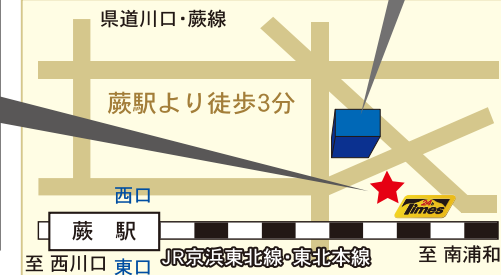 県道川口・蕨線
蕨駅より徒歩3分
西口
24h
Times
蕨 駅
至 西川口
東口
JR京浜東北線・東北本線
至 南浦和